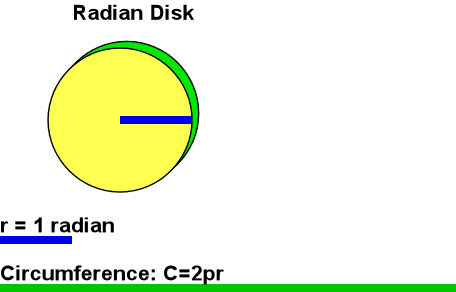 Radian Disk
r = 1 radian
Circumference: C=2pr